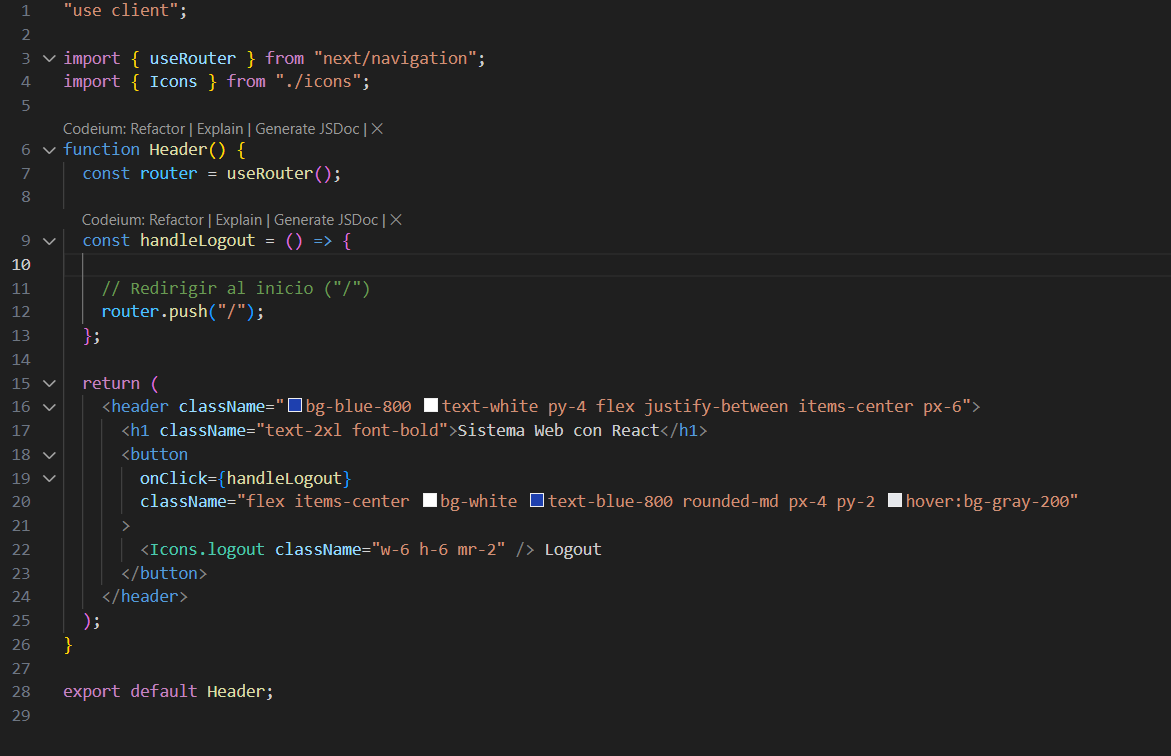 1 "use client";
2
3 import { useRouter } from "next/navigation";
4 import { Icons } from "./icons";
5
Codeium: Refactor | Explain | Generate JSDoc | ✕
6 function Header() {
7 const router = useRouter();
8
Codeium: Refactor | Explain | Generate JSDoc | ✕
9 const handleLogout = () => {
10
11 // Redirigir al inicio ("/")
12 router.push("/");
13 };
14
15 return (
16 <header className="bg-blue-800 text-white py-4 flex justify-between items-center px-6">
17 <h1 className="text-2xl font-bold">Sistema Web con React</h1>
18 <button
19 onClick={handleLogout}
20 className="flex items-center bg-white text-blue-800 rounded-md px-4 py-2 hover:bg-gray-200"
21 >
22 <Icons.logout className="w-6 h-6 mr-2" /> Logout
23 </button>
24 </header>
25 );
26 }
27
28 export default Header;
29